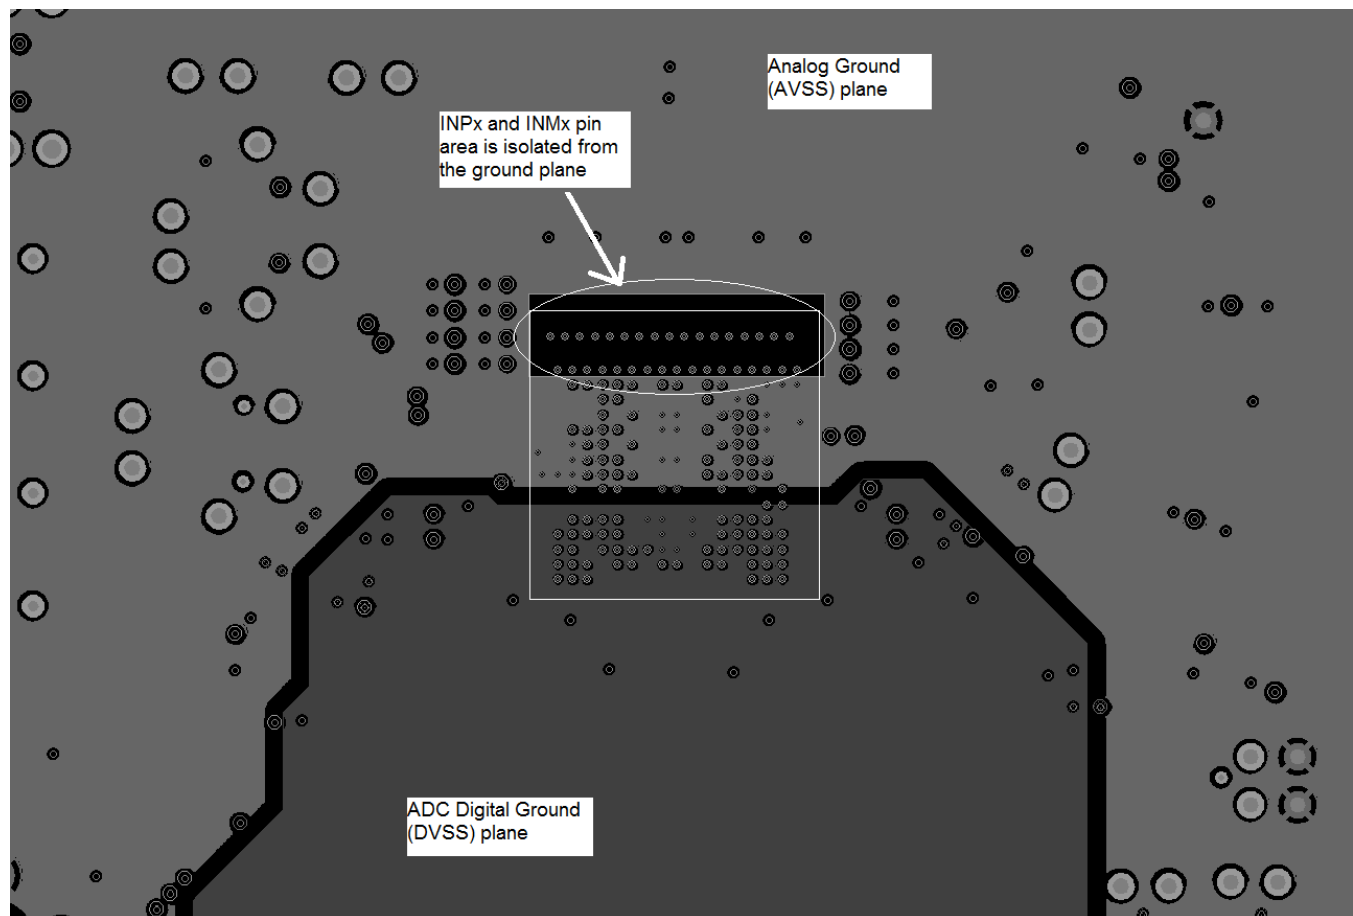 Analog Ground
(AVSS) plane
INPx and INMx pin
area is isolated from
the ground plane
ADC Digital Ground
(DVSS) plane